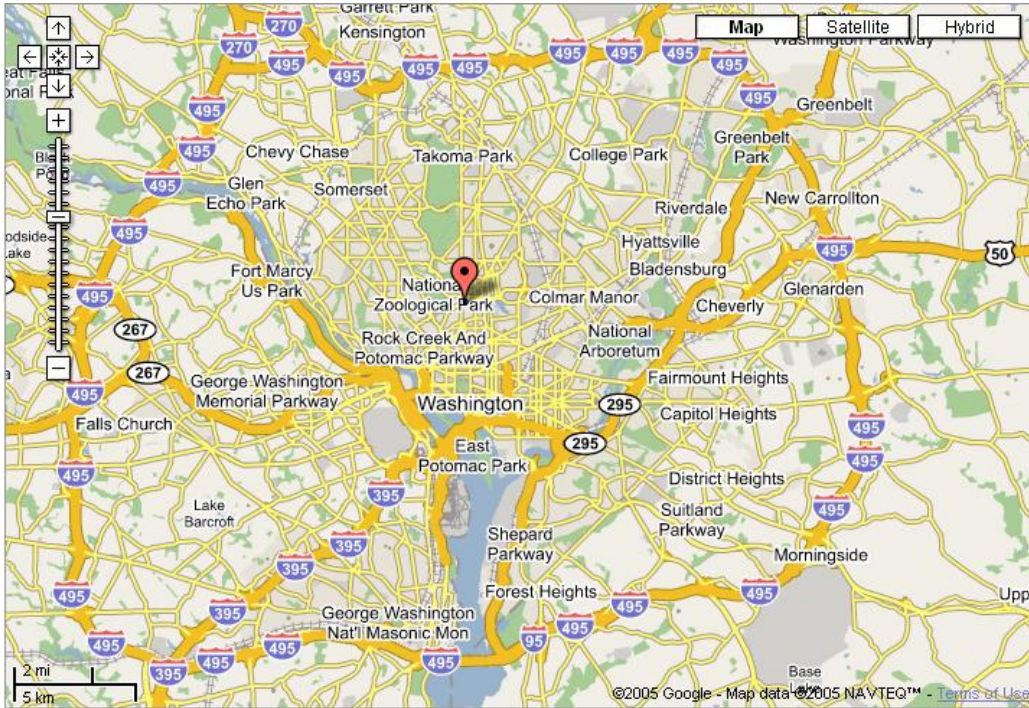 Garrett Park
270
Kensington
Map
Satellite
Hybrid
Washington Parkway
270
495
495
495
495
495
495
495
495
495
495
Greenbelt
495
Chevy Chase
Takoma Park
College Park
Greenbelt
Park
495
Glen
Echo Park
Somerset
New Carrollton
Riverdale
495
Hyattsville
495
50
Fort Marcy
Us Park
National
Zoological Park
Bladensburg
Colmar Manor
Cheverly
Glenarden
495
267
Rock Creek And
Potomac Parkway
National
Arboretum
267
George Washington
Memorial Parkway
Fairmount Heights
495
Washington
295
Capitol Heights
Falls Church
495
295
East
Potomac Park
495
495
District Heights
395
Lake
Barcroft
495
Suitland
Parkway
Shepard
Parkway
395
Morningside
395
495
Forest Heights
495
495
395
George Washington
Nat'l Masonic Mon
495
95
495
495
495
495
395
2 mi
5 km
Base
©2005 Google - Map data ©2005 NAVTEQ™ - Terms of Use